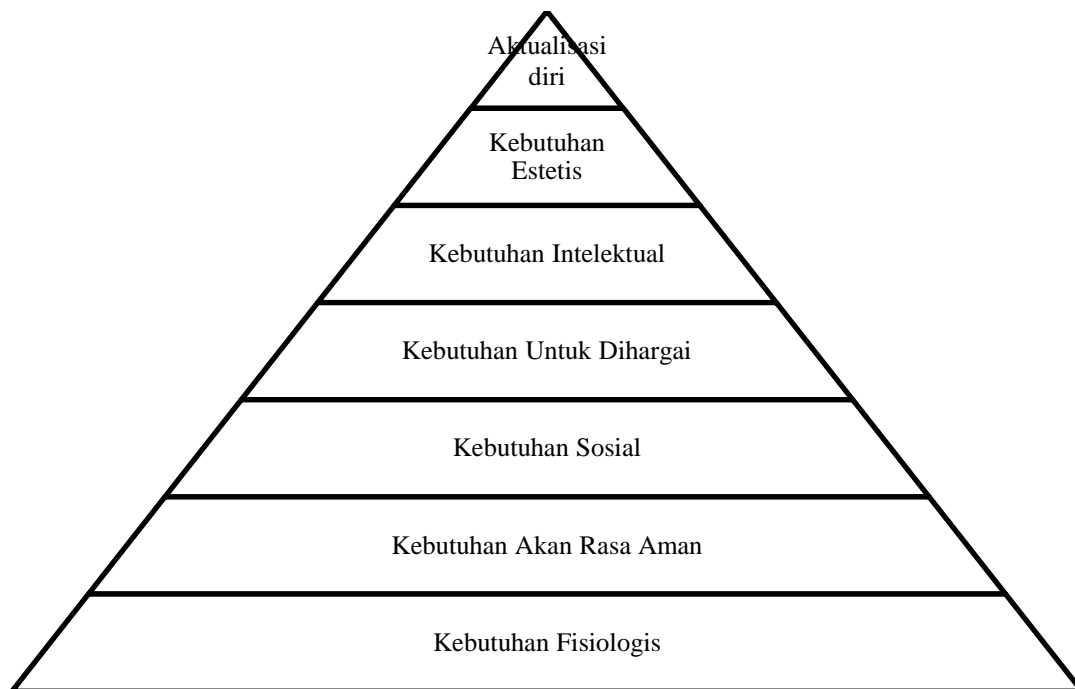 Aktualisasi
diri
Kebutuhan
Estetis
Kebutuhan Intelektual
Kebutuhan Untuk Dihargai
Kebutuhan Sosial
Kebutuhan Akan Rasa Aman
Kebutuhan Fisiologis